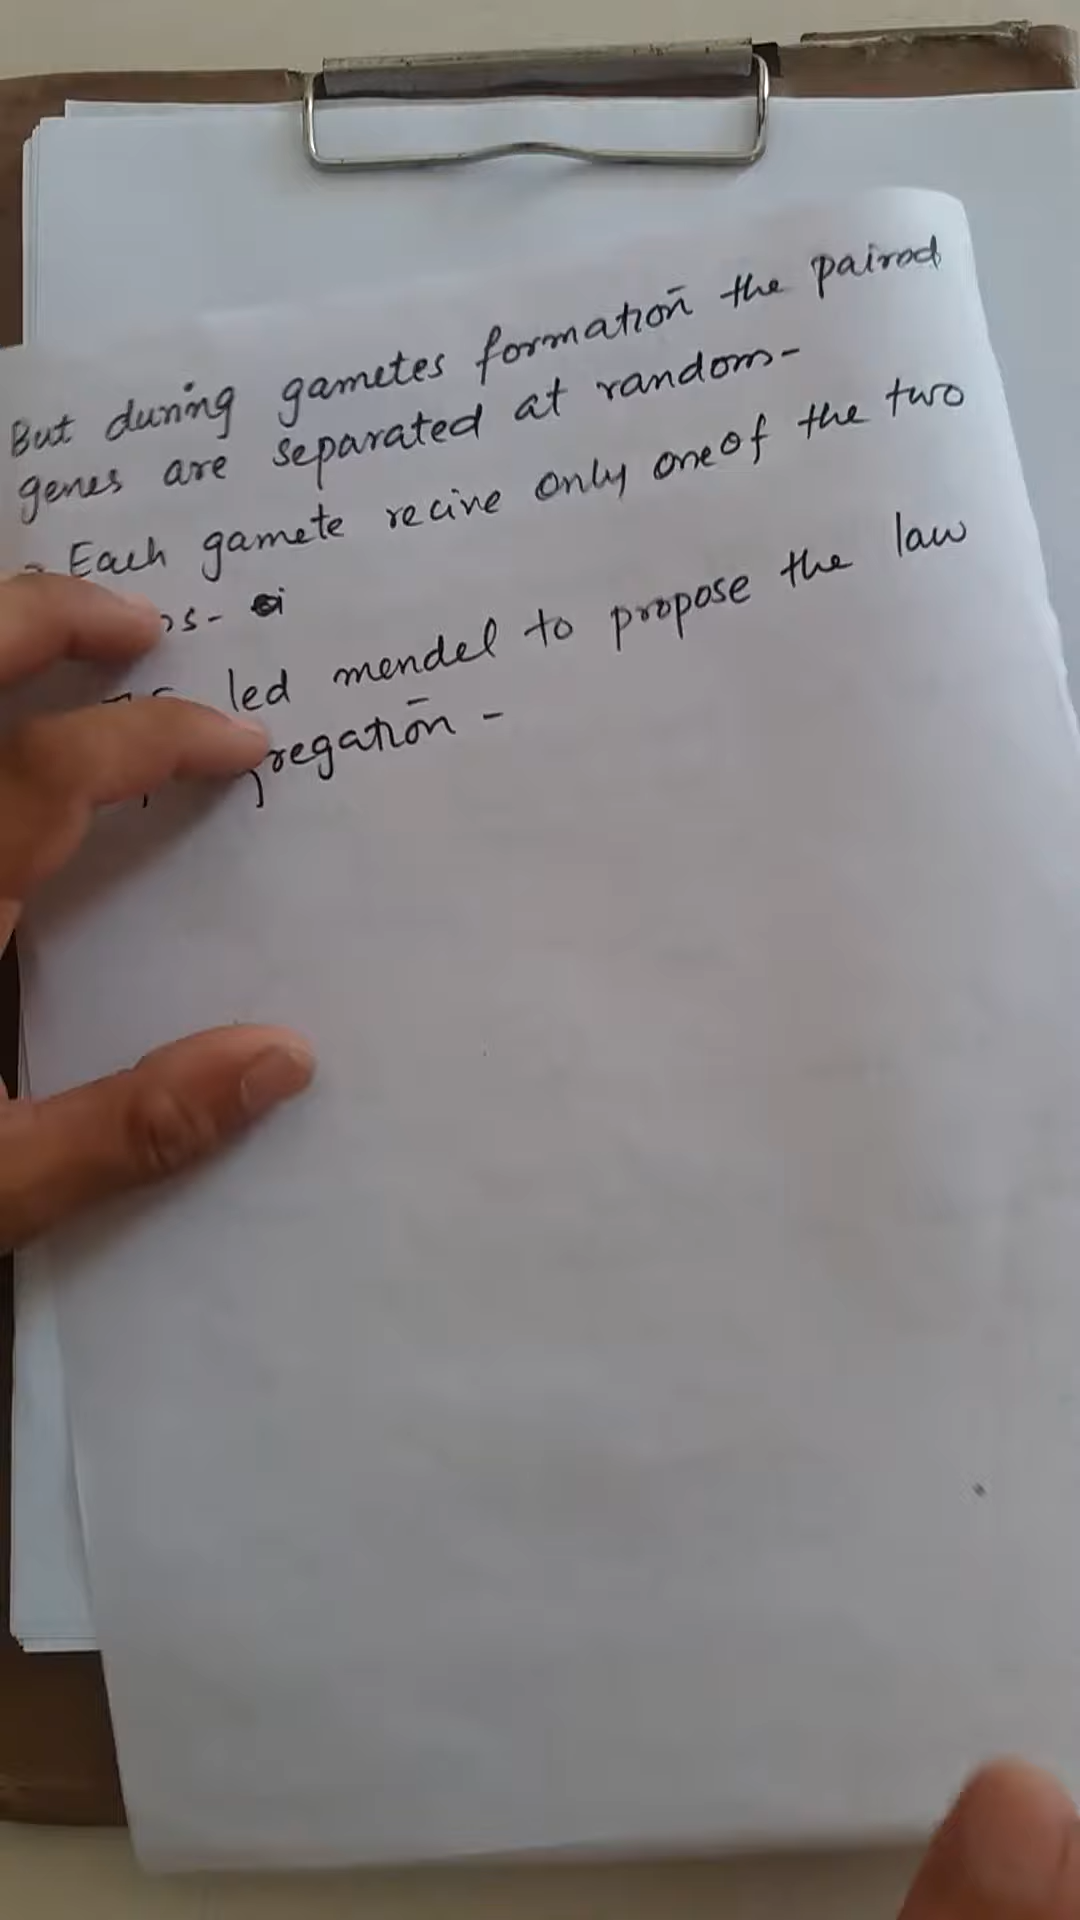 But during gametes formation the paired
genes are separated at random-
- Each gamete recive only one of the two
led mendel to propose the law